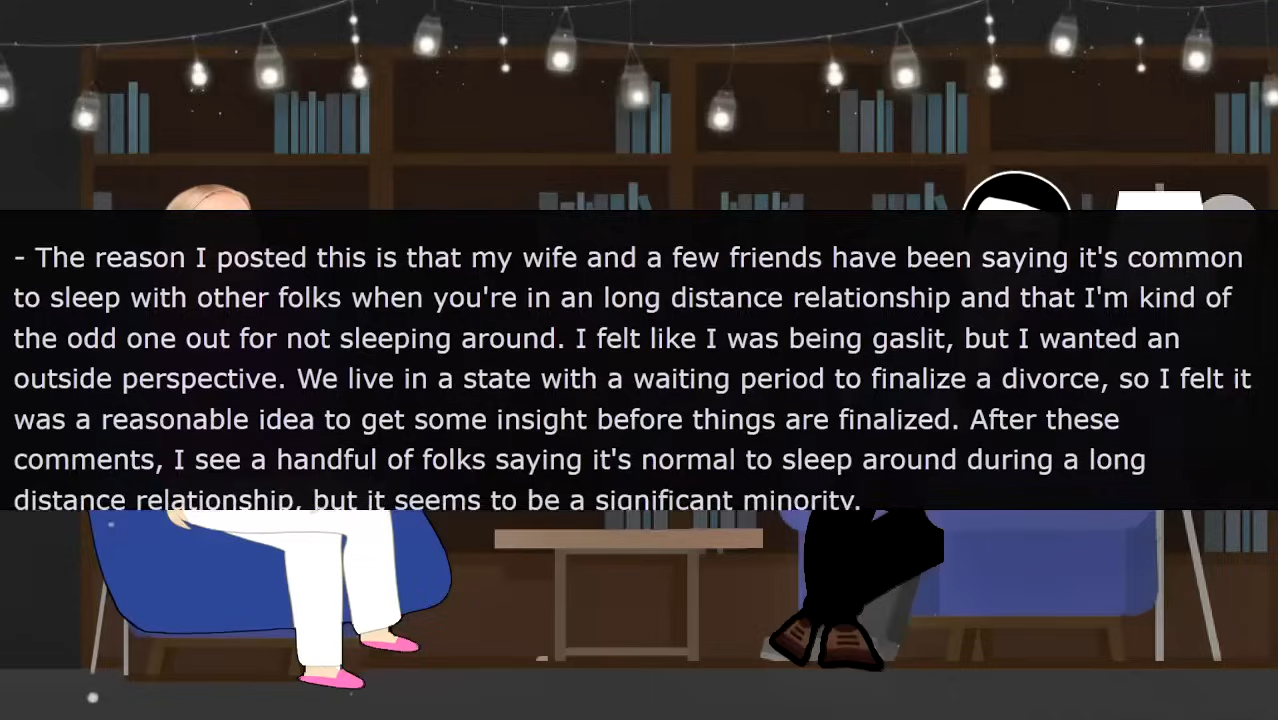 - The reason I posted this is that my wife and a few friends have been saying it's common
to sleep with other folks when you're in an long distance relationship and that I'm kind of
the odd one out for not sleeping around. I felt like I was being gaslit, but I wanted an
outside perspective. We live in a state with a waiting period to finalize a divorce, so I felt it
was a reasonable idea to get some insight before things are finalized. After these
comments, I see a handful of folks saying it's normal to sleep around during a long
distance relationship, but it seems to be a significant minority.